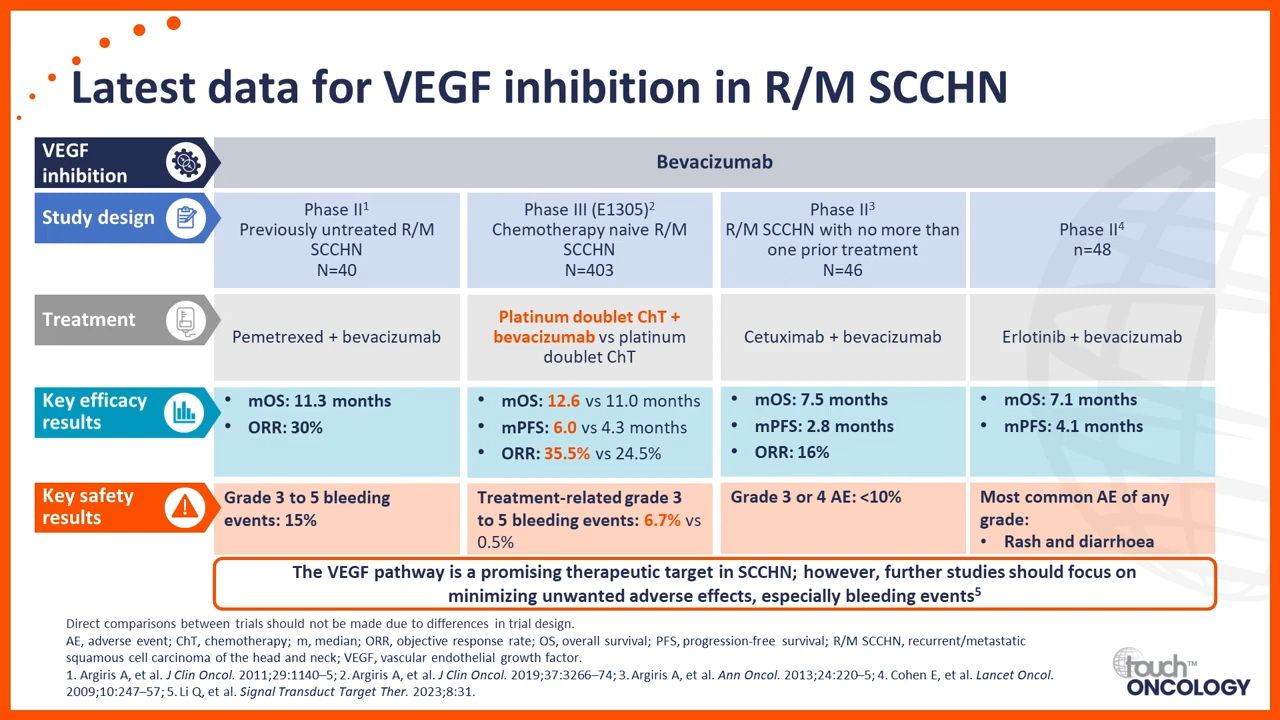 Latest data for VEGF inhibition in R/M SCCHN
VEGF
inhibition
Bevacizumab
Study design
Phase II¹
Previously untreated R/M
SCCHN
N=40
Phase III (E1305)²
Chemotherapy naive R/M
SCCHN
N=403
Phase II³
R/M SCCHN with no more than
one prior treatment
N=46
Phase II⁴
n=48
Treatment
Pemetrexed + bevacizumab
Platinum doublet ChT +
bevacizumab vs platinum
doublet ChT
Cetuximab + bevacizumab
Erlotinib + bevacizumab
Key efficacy
results
• mOS: 11.3 months
• ORR: 30%
• mOS: 12.6 vs 11.0 months
• mPFS: 6.0 vs 4.3 months
• ORR: 35.5% vs 24.5%
• mOS: 7.5 months
• mPFS: 2.8 months
• ORR: 16%
• mOS: 7.1 months
• mPFS: 4.1 months
Key safety
results
Grade 3 to 5 bleeding
events: 15%
Treatment-related grade 3
to 5 bleeding events: 6.7% vs
0.5%
Grade 3 or 4 AE: <10%
Most common AE of any
grade:
• Rash and diarrhoea
The VEGF pathway is a promising therapeutic target in SCCHN; however, further studies should focus on
minimizing unwanted adverse effects, especially bleeding events⁵
Direct comparisons between trials should not be made due to differences in trial design.
AE, adverse event; ChT, chemotherapy; m, median; ORR, objective response rate; OS, overall survival; PFS, progression-free survival; R/M SCCHN, recurrent/metastatic
squamous cell carcinoma of the head and neck; VEGF, vascular endothelial growth factor.
1. Argiris A, et al. J Clin Oncol. 2011;29:1140–5; 2. Argiris A, et al. J Clin Oncol. 2019;37:3266–74; 3. Argiris A, et al. Ann Oncol. 2013;24:220–5; 4. Cohen E, et al. Lancet Oncol.
2009;10:247–57; 5. Li Q, et al. Signal Transduct Target Ther. 2023;8:31.
touch™
ONCOLOGY